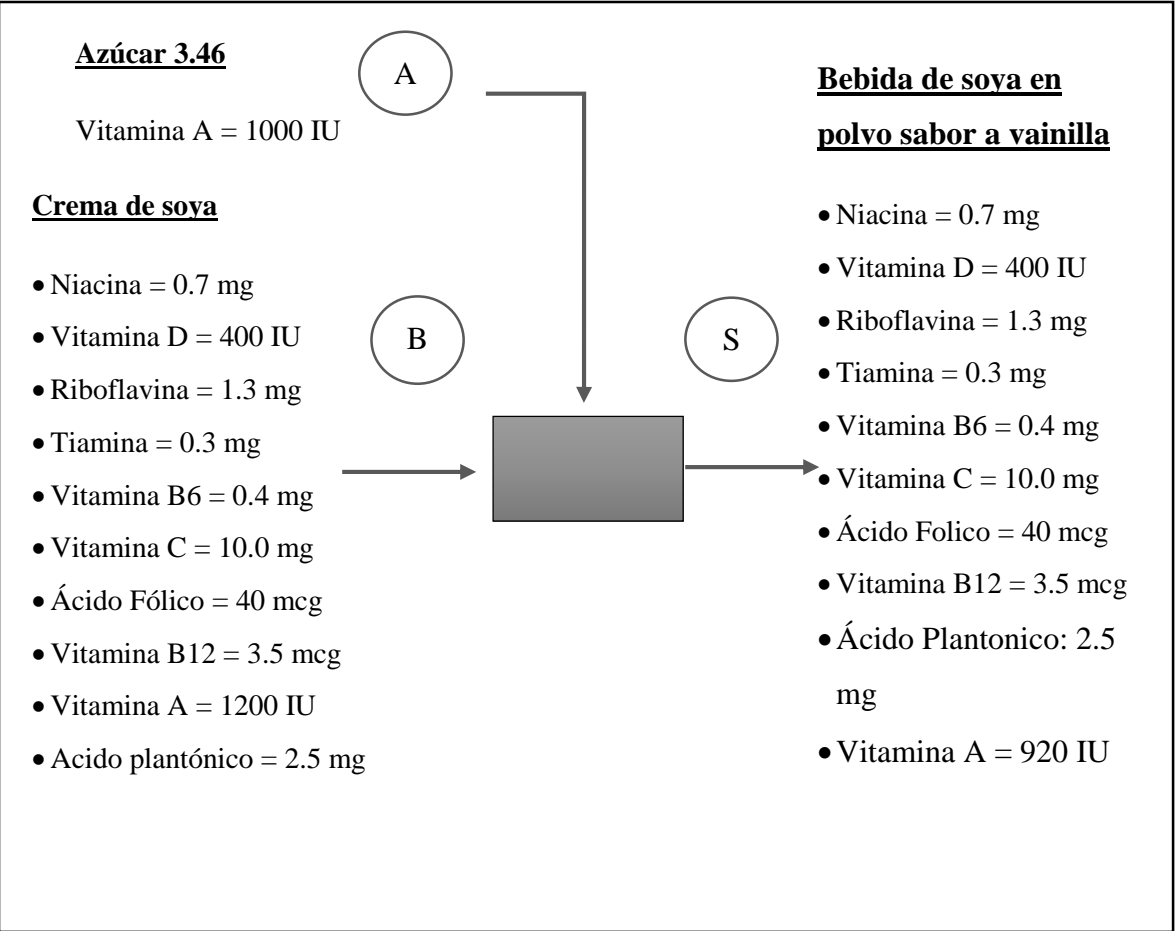 Azúcar 3.46
A
Vitamina A = 1000 IU
Crema de soya
• Niacina = 0.7 mg
• Vitamina D = 400 IU
• Riboflavina = 1.3 mg
• Tiamina = 0.3 mg
• Vitamina B6 = 0.4 mg
• Vitamina C = 10.0 mg
• Ácido Fólico = 40 mcg
• Vitamina B12 = 3.5 mcg
• Vitamina A = 1200 IU
• Acido plantónico = 2.5 mg
B
S
Bebida de soya en
polvo sabor a vainilla
• Niacina = 0.7 mg
• Vitamina D = 400 IU
• Riboflavina = 1.3 mg
• Tiamina = 0.3 mg
• Vitamina B6 = 0.4 mg
• Vitamina C = 10.0 mg
• Ácido Folico = 40 mcg
• Vitamina B12 = 3.5 mcg
• Ácido Plantonico: 2.5
mg
• Vitamina A = 920 IU